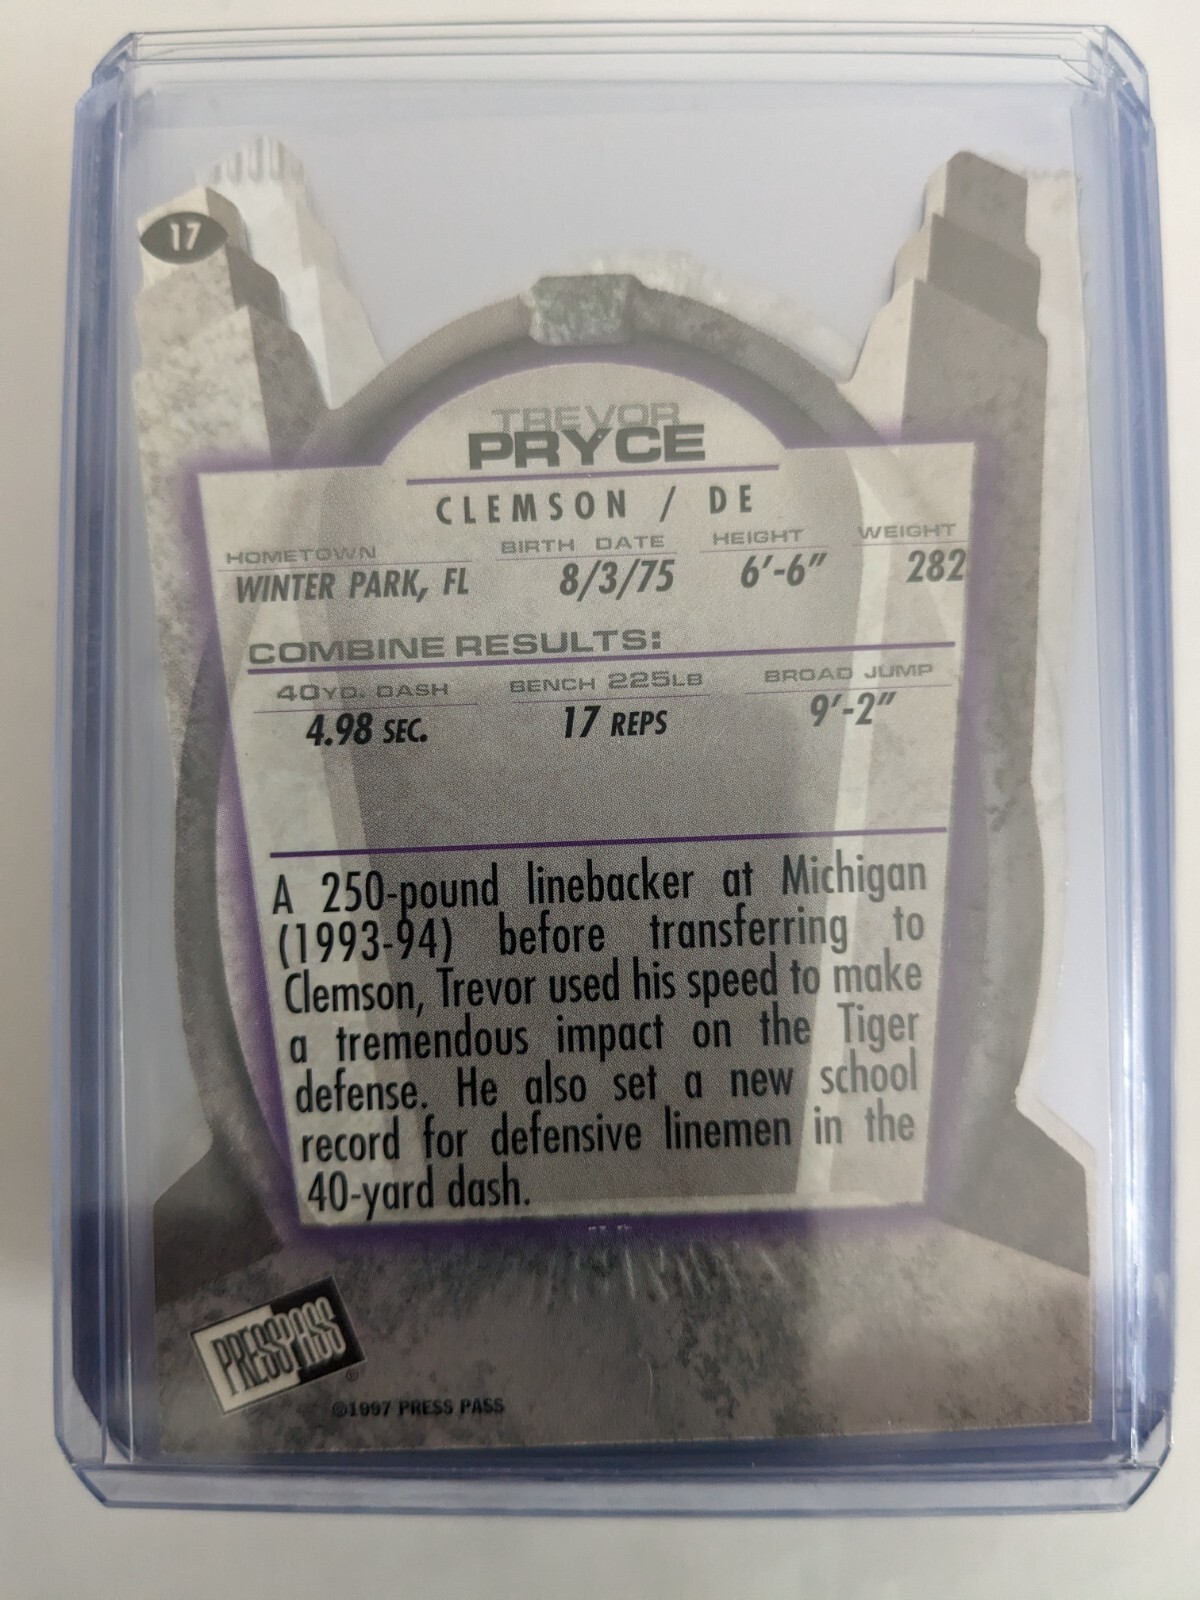 17
TREVOR
PRYCE
CLEMSON / DE
HOMETOWN BIRTH DATE HEIGHT WEIGHT
WINTER PARK, FL 8/3/75 6'-6" 282
COMBINE RESULTS:
40YD. DASH BENCH 225LB BROAD JUMP
4.98 SEC. 17 REPS 9'-2"
A 250-pound linebacker at Michigan
(1993-94) before transferring to
Clemson, Trevor used his speed to make
a tremendous impact on the Tiger
defense. He also set a new school
record for defensive linemen in the
40-yard dash.
PRESS PASS ®
©1997 PRESS PASS